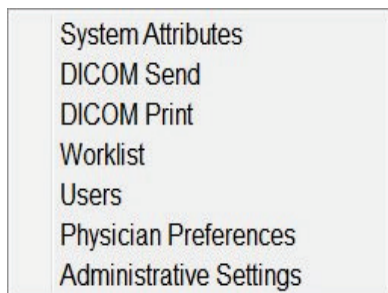 System Attributes
DICOM Send
DICOM Print
Worklist
Users
Physician Preferences
Administrative Settings